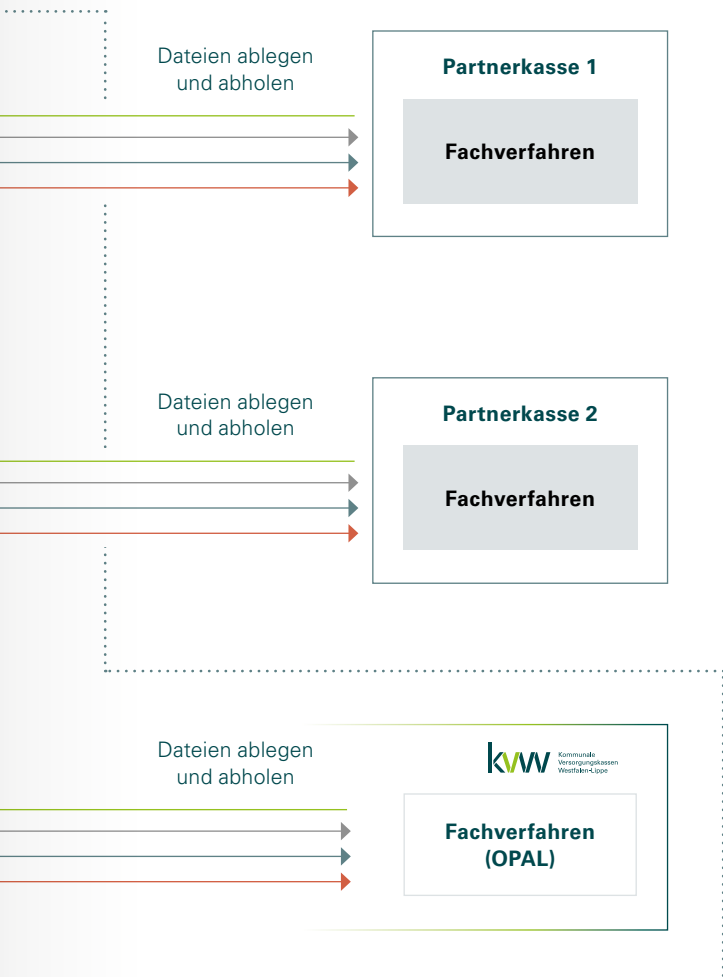 Dateien ablegen
und abholen
Partnerkasse 1
Fachverfahren
Dateien ablegen
und abholen
Partnerkasse 2
Fachverfahren
Dateien ablegen
und abholen
kvw
Kommunale
Versorgungskassen
Westfalen-Lippe
Fachverfahren
(OPAL)